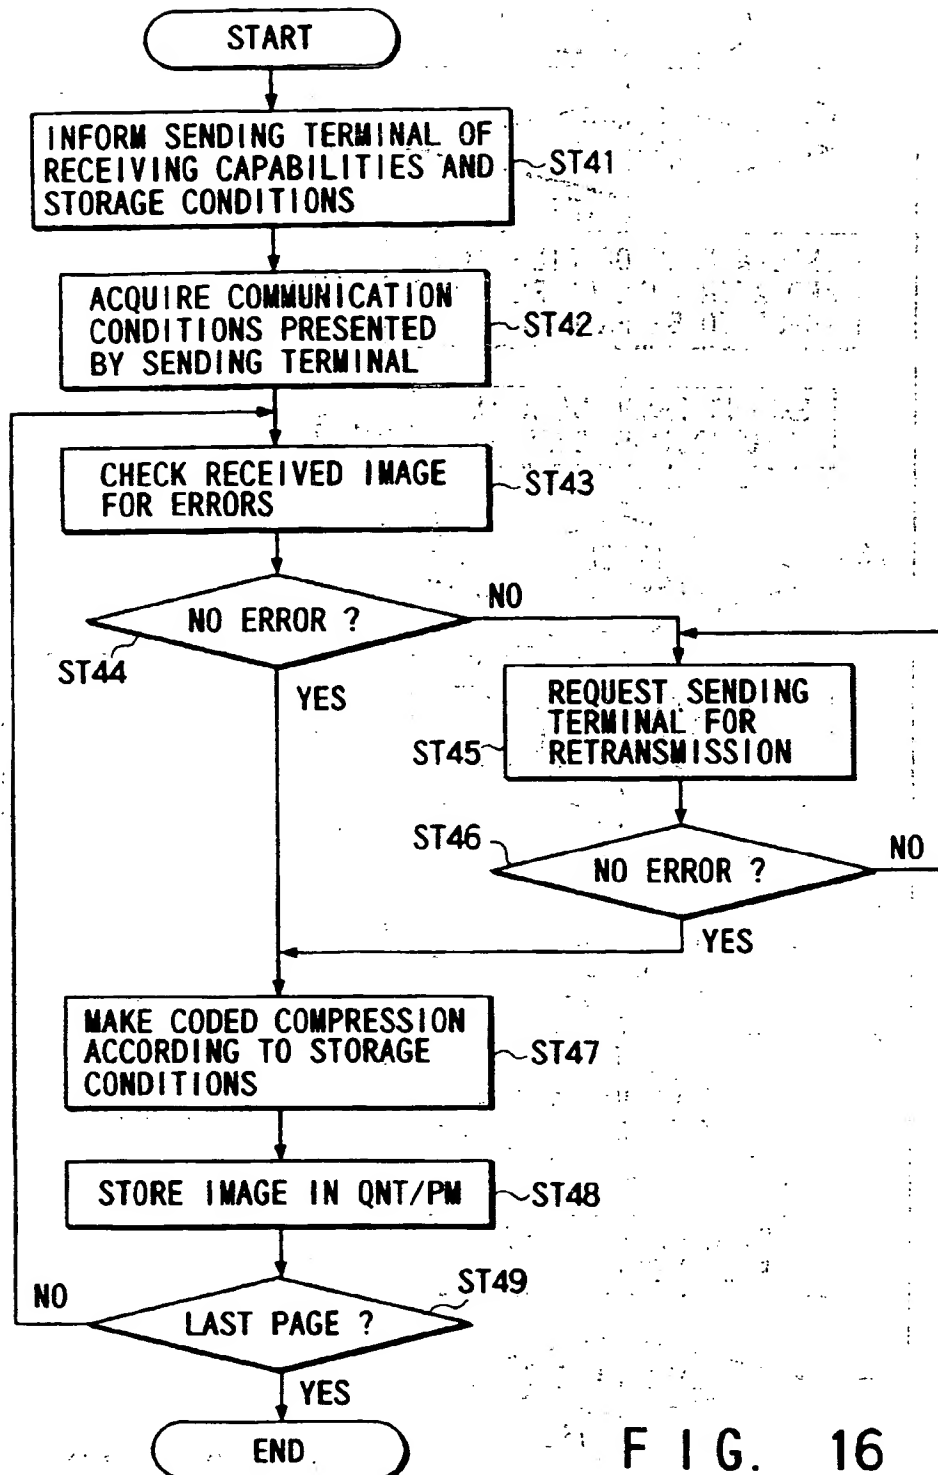 START
INFORM SENDING TERMINAL OF
RECEIVING CAPABILITIES AND
STORAGE CONDITIONS
ST41
ACQUIRE COMMUNICATION
CONDITIONS PRESENTED
BY SENDING TERMINAL
ST42
CHECK RECEIVED IMAGE
FOR ERRORS
ST43
NO ERROR ?
NO
ST44
YES
REQUEST SENDING
TERMINAL FOR
RETRANSMISSION
ST45
ST46
NO ERROR ?
NO
YES
MAKE CODED COMPRESSION
ACCORDING TO STORAGE
CONDITIONS
ST47
STORE IMAGE IN QNT/PM
ST48
ST49
NO
LAST PAGE ?
YES
END
FIG. 16